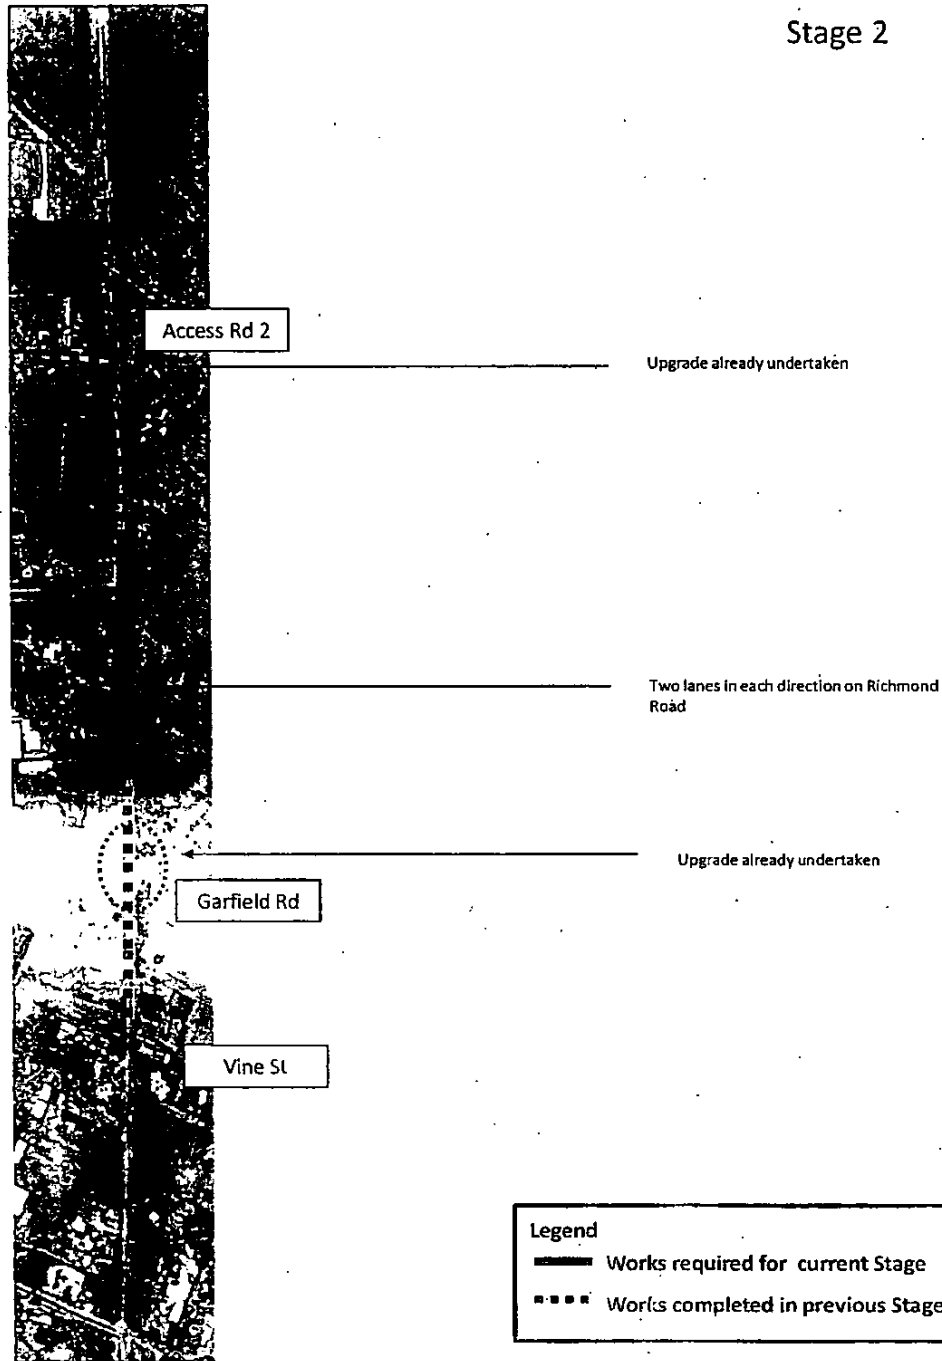 Stage 2
Access Rd 2
Upgrade already undertaken
Two lanes in each direction on Richmond
Road
Upgrade already undertaken
Garfield Rd
Vine St
Legend
Works required for current Stage
Works completed in previous Stage